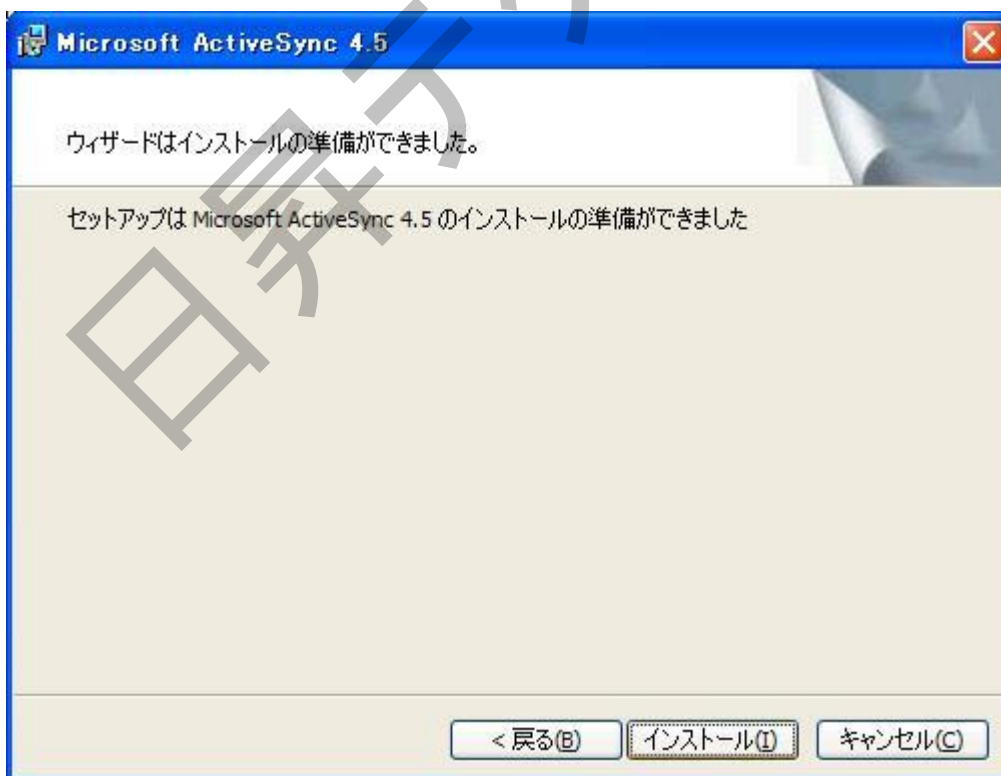 Microsoft ActiveSync 4.5
ウィザードはインストールの準備ができました。
セットアップは Microsoft ActiveSync 4.5 のインストールの準備ができました
日昇テ
< 戻る(B)
インストール(I)
キャンセル(C)